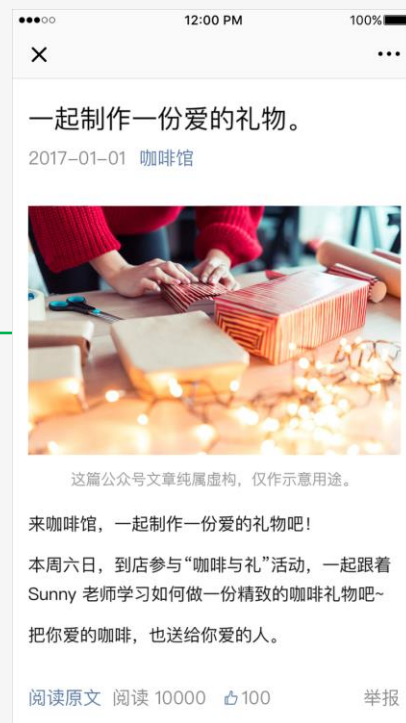 12:00 PM 100%
一起制作一份爱的礼物。
2017-01-01 咖啡馆
这篇公众号文章纯属虚构，仅作示意用途。
来咖啡馆，一起制作一份爱的礼物吧！
本周六日，到店参与“咖啡与礼”活动，一起跟着
Sunny 老师学习如何做一份精致的咖啡礼物吧~
把你爱的咖啡，也送给你爱的人。
阅读原文 阅读 10000 100 举报